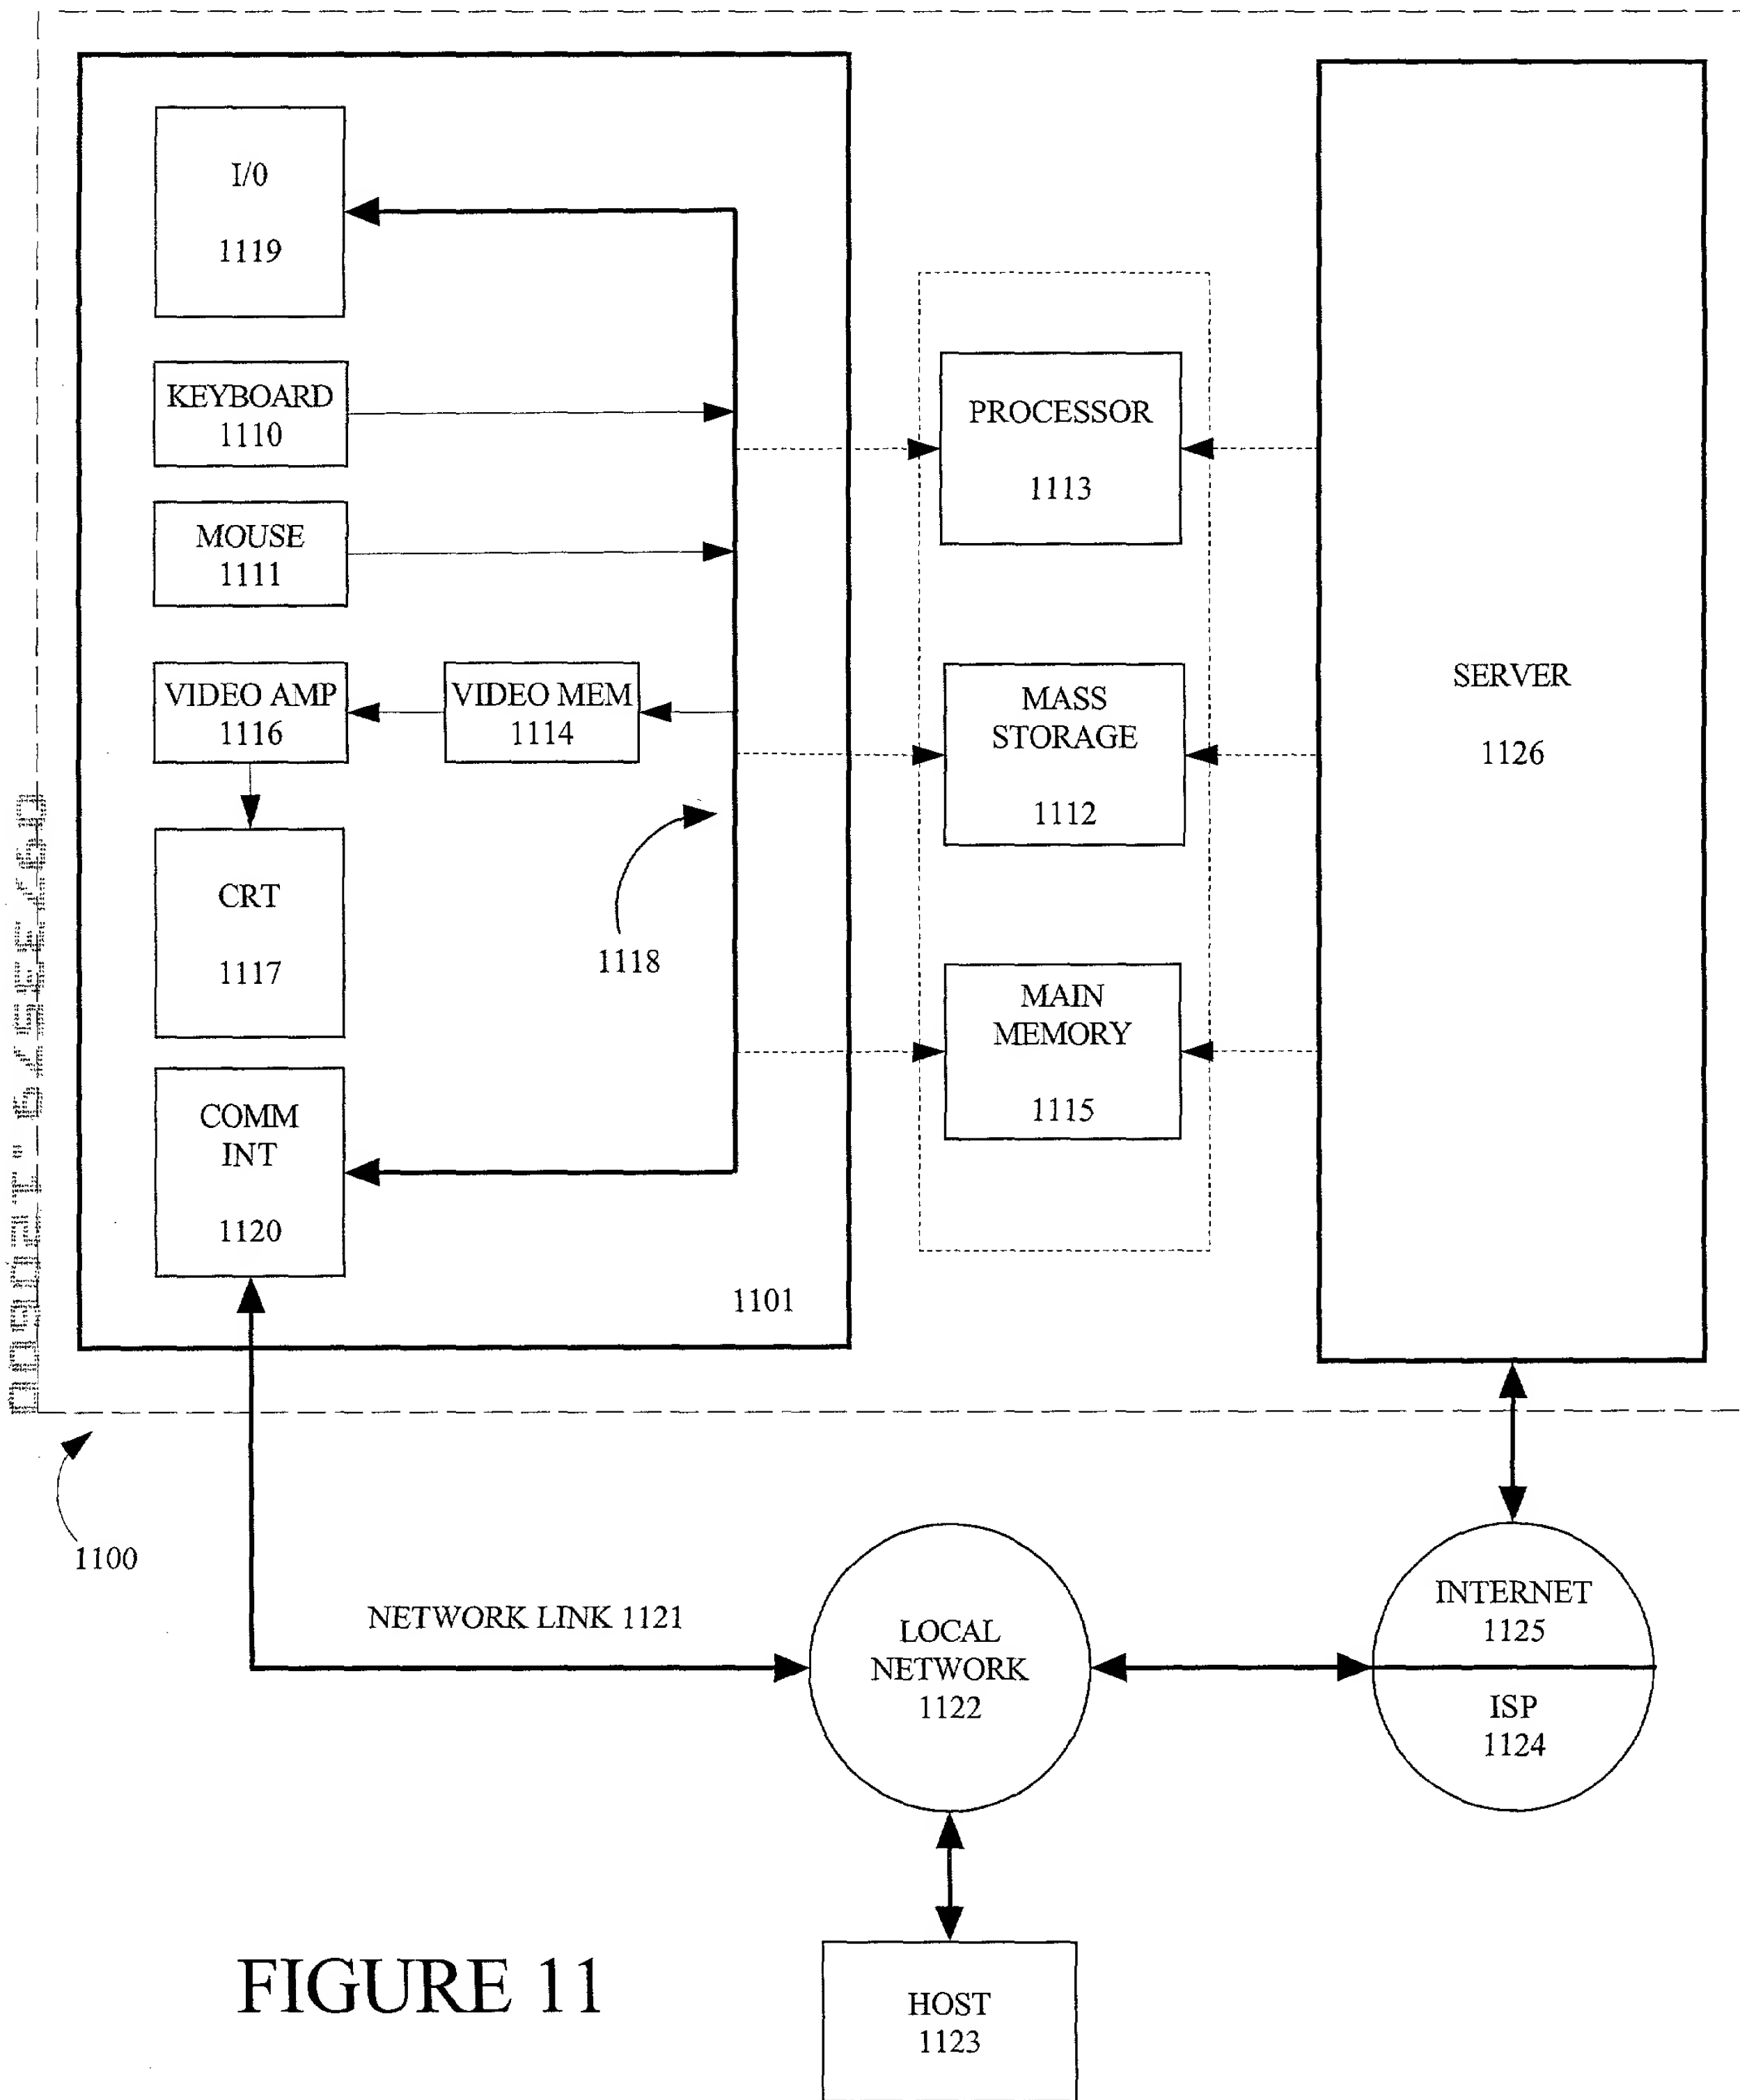 I/0
1119
KEYBOARD
1110
MOUSE
1111
VIDEO AMP
1116
VIDEO MEM
1114
CRT
1117
1118
COMM
INT
1120
1101
PROCESSOR
1113
MASS
STORAGE
1112
MAIN
MEMORY
1115
SERVER
1126
1100
NETWORK LINK 1121
LOCAL
NETWORK
1122
INTERNET
1125
ISP
1124
HOST
1123
FIGURE 11